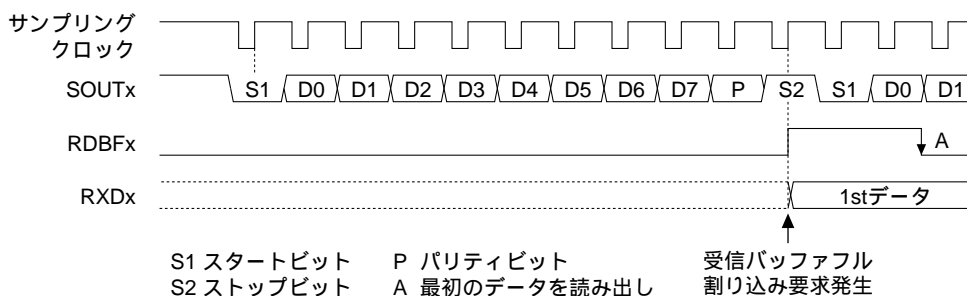 サンプリング
クロック
SOUTx S1 D0 D1 D2 D3 D4 D5 D6 D7 P S2 S1 D0 D1
RDBFx A
RXDx 1stデータ
S1 スタートビット P パリティビット 受信バッファフル
S2 ストップビット A 最初のデータを読み出し 割り込み要求発生